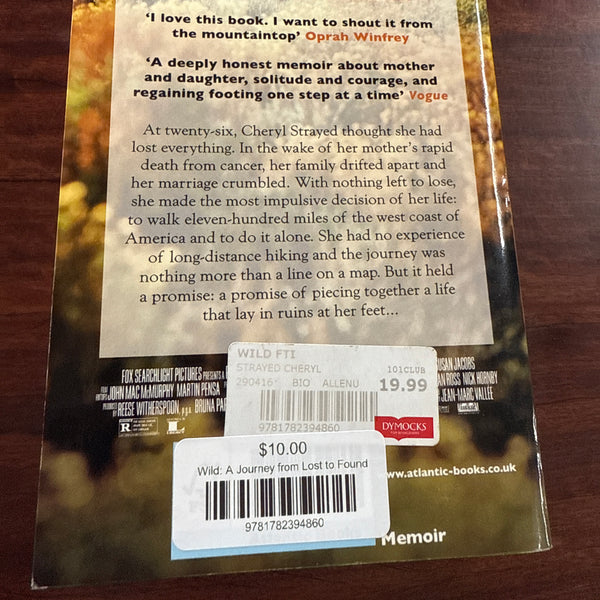 ‘I love this book. I want to shout it from
the mountaintop’ Oprah Winfrey
‘A deeply honest memoir about mother
and daughter, solitude and courage, and
regaining footing one step at a time’ Vogue
At twenty-six, Cheryl Strayed thought she had
lost everything. In the wake of her mother’s rapid
death from cancer, her family drifted apart and
her marriage crumbled. With nothing left to lose,
she made the most impulsive decision of her life:
to walk eleven-hundred miles of the west coast of
America and to do it alone. She had no experience
of long-distance hiking and the journey was
nothing more than a line on a map. But it held
a promise: a promise of piecing together a life
that lay in ruins at her feet...
FOX SEARCHLIGHT PICTURES
JOHN MAC McMURPHY MARTIN PENSA
REESE WITHERSPOON
BRUNA
R
WILD FTI
STRAYED CHERYL
101CLUB
290416 BIO ALLENU 19.99
9781782394860
DYMOCKS
SUSAN JACOBS
NICK HORNBY
JEAN-MARC VALLÉE
$10.00
Wild: A Journey from Lost to Found
9781782394860
www.atlantic-books.co.uk
Memoir